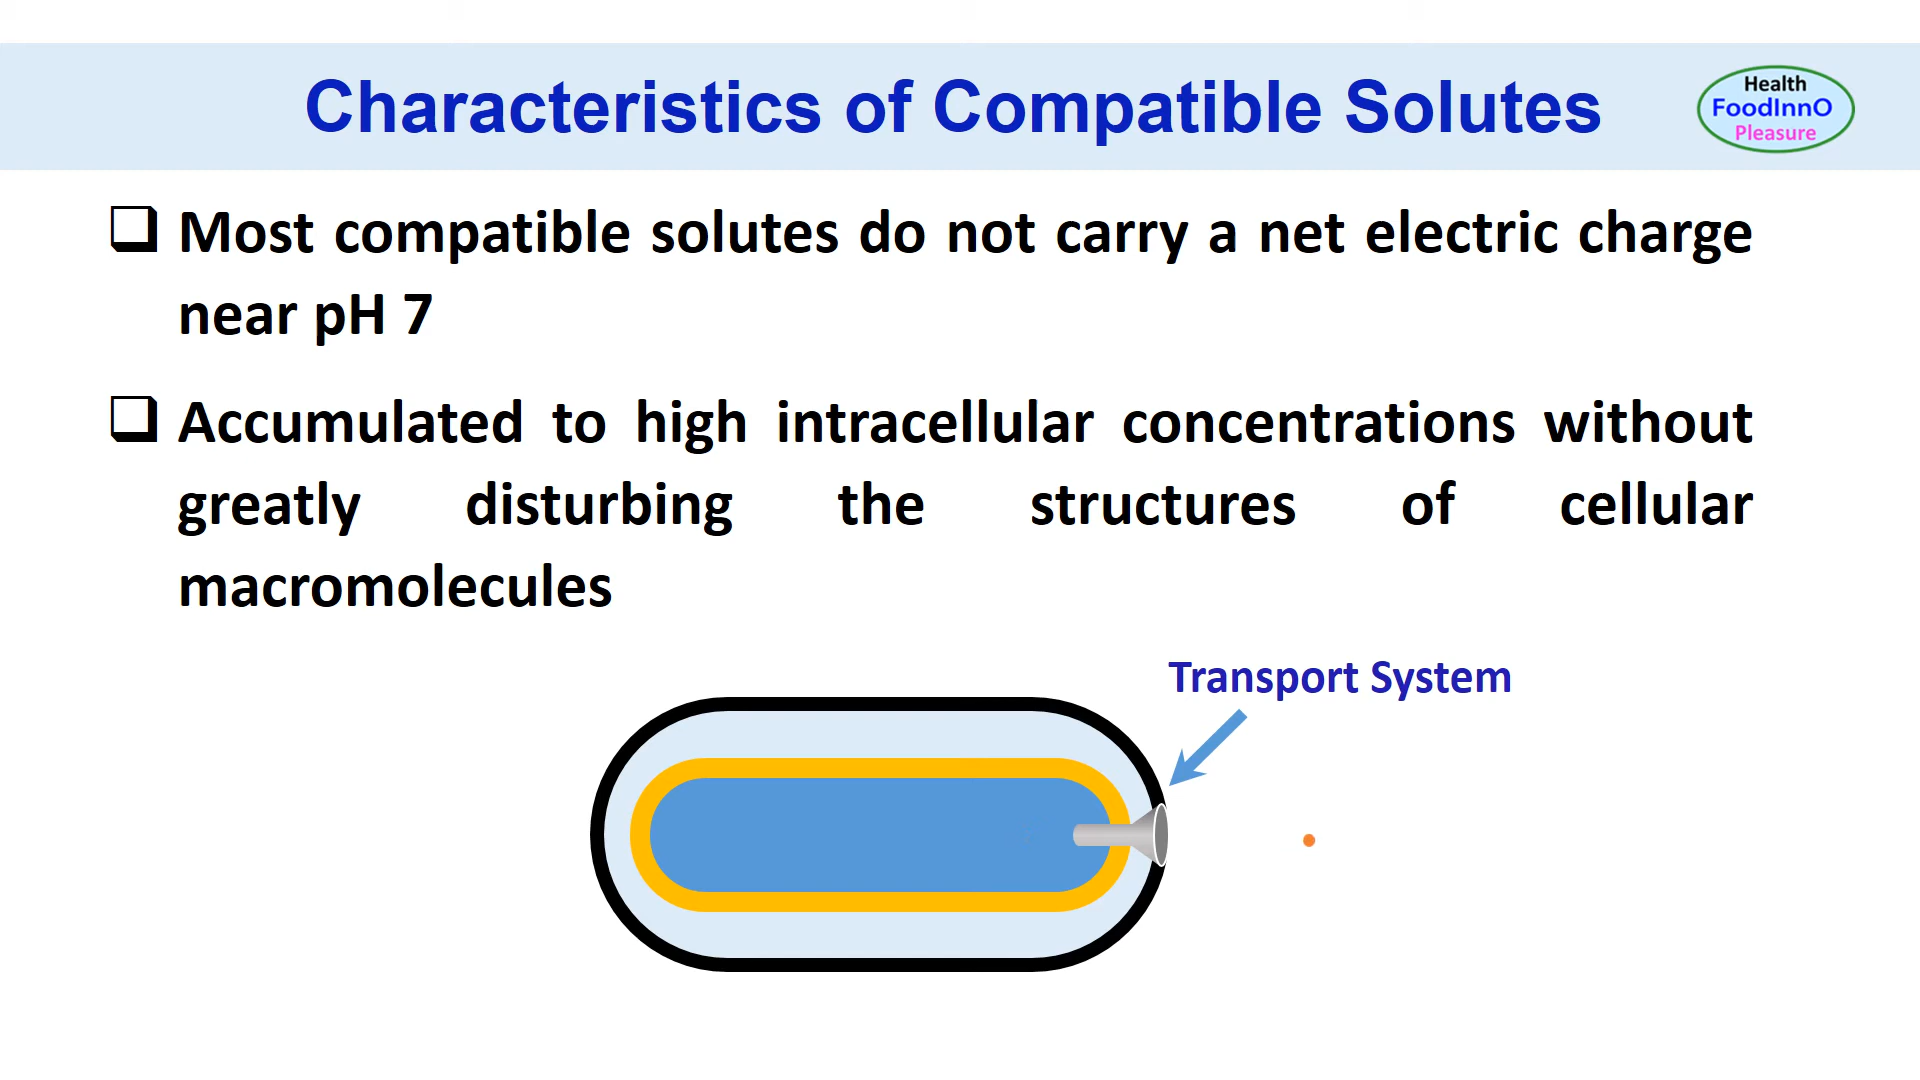 Characteristics of Compatible Solutes
Health
FoodInnO
Pleasure
Most compatible solutes do not carry a net electric charge
near pH 7
Accumulated to high intracellular concentrations without
greatly disturbing the structures of cellular
macromolecules
Transport System